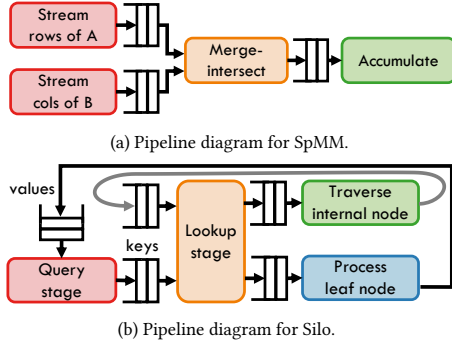 Stream
rows of A
Stream
cols of B
Merge-
intersect
Accumulate
(a) Pipeline diagram for SpMM.
values
keys
Query
stage
Lookup
stage
Traverse
internal node
Process
leaf node
(b) Pipeline diagram for Silo.